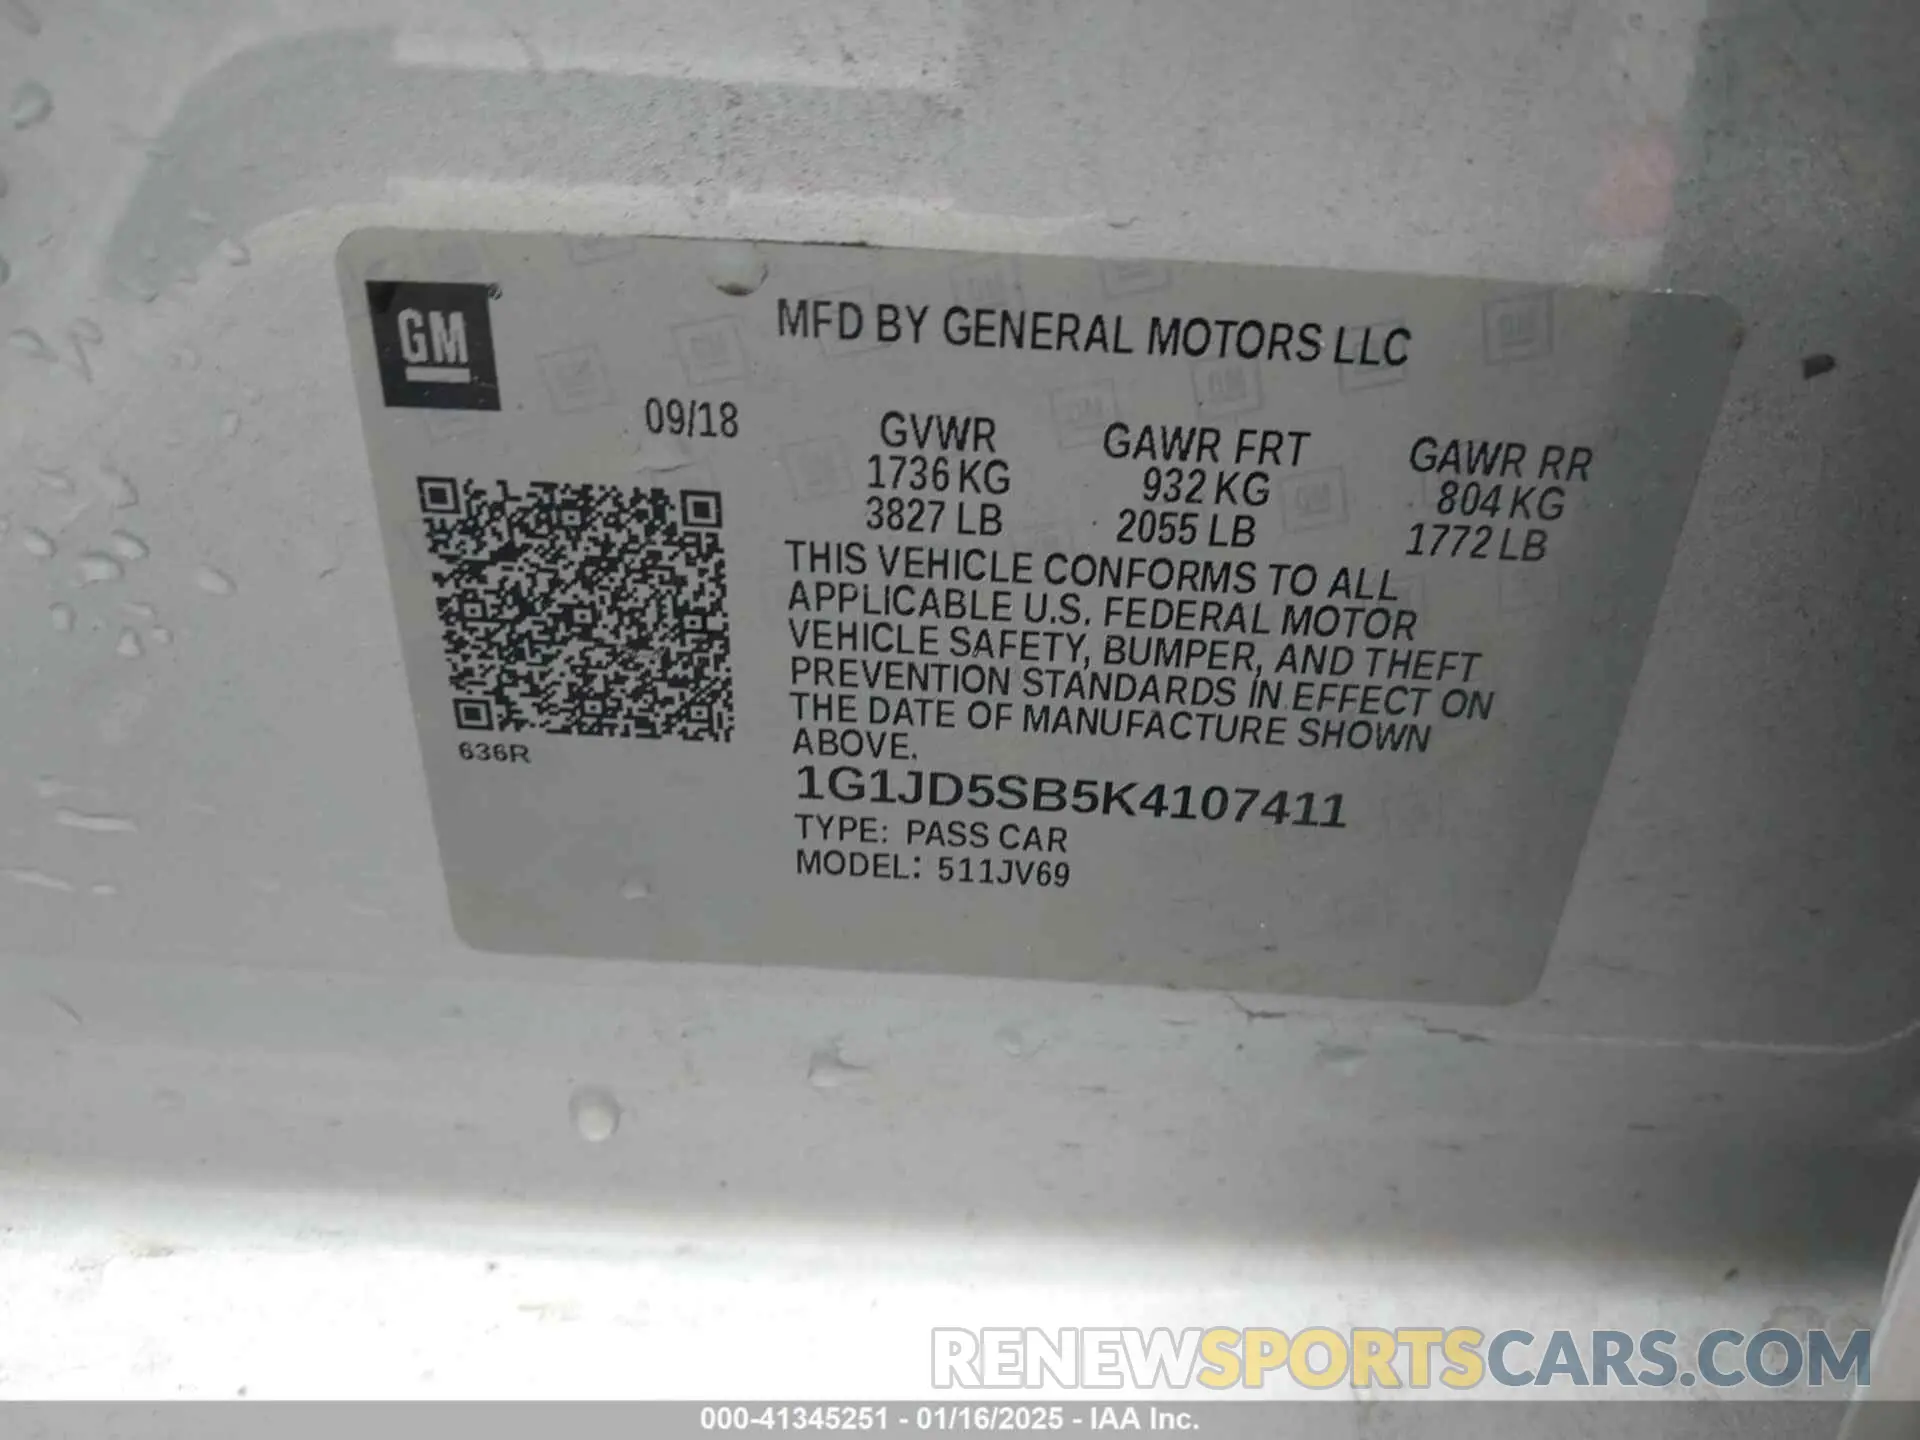 GM
MFD BY GENERAL MOTORS LLC
09/18
GVWR GAWR FRT GAWR RR
1736 KG 932 KG 804 KG
3827 LB 2055 LB 1772 LB
THIS VEHICLE CONFORMS TO ALL
APPLICABLE U.S. FEDERAL MOTOR
VEHICLE SAFETY, BUMPER, AND THEFT
PREVENTION STANDARDS IN EFFECT ON
THE DATE OF MANUFACTURE SHOWN
ABOVE.
636R
1G1JD5SB5K4107411
TYPE: PASS CAR
MODEL: 511JV69
RENEWSPORTSCARS.COM
000-41345251 - 01/16/2025 - IAA Inc.